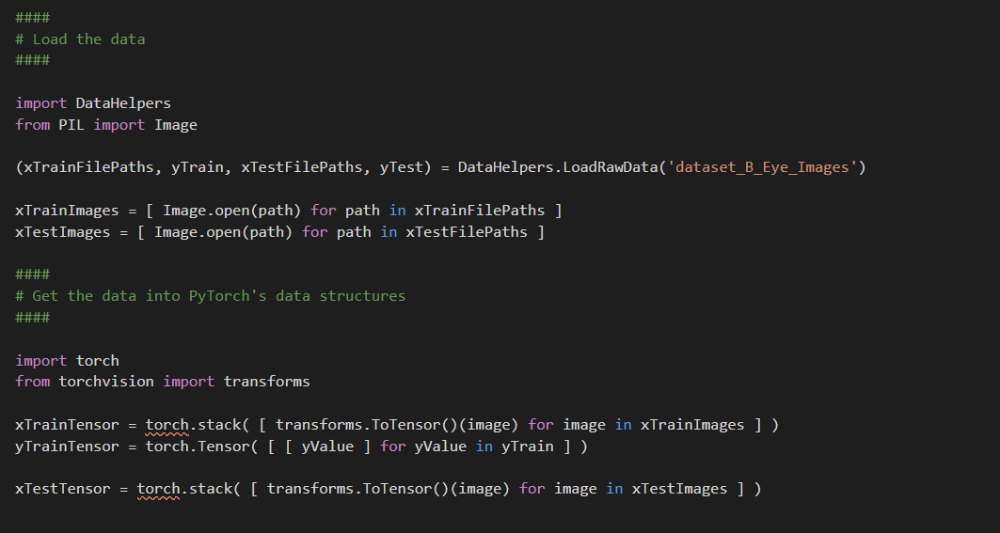 ####
# Load the data
####
import DataHelpers
from PIL import Image
(xTrainFilePaths, yTrain, xTestFilePaths, yTest) = DataHelpers.LoadRawData('dataset_B_Eye_Images')
xTrainImages = [ Image.open(path) for path in xTrainFilePaths ]
xTestImages = [ Image.open(path) for path in xTestFilePaths ]
####
# Get the data into PyTorch's data structures
####
import torch
from torchvision import transforms
xTrainTensor = torch.stack( [ transforms.ToTensor()(image) for image in xTrainImages ] )
yTrainTensor = torch.Tensor( [ [ yValue ] for yValue in yTrain ] )
xTestTensor = torch.stack( [ transforms.ToTensor()(image) for image in xTestImages ] )